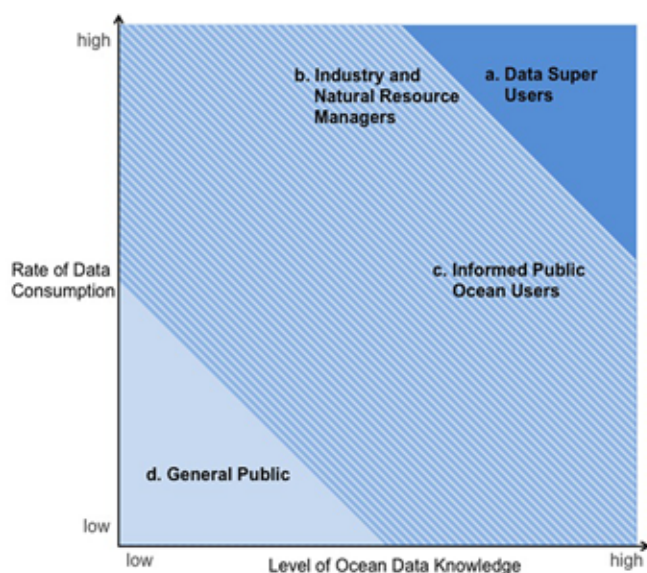 high
b. Industry and
Natural Resource
Managers
a. Data Super
Users
Rate of Data
Consumption
c. Informed Public
Ocean Users
d. General Public
low
low
Level of Ocean Data Knowledge
high